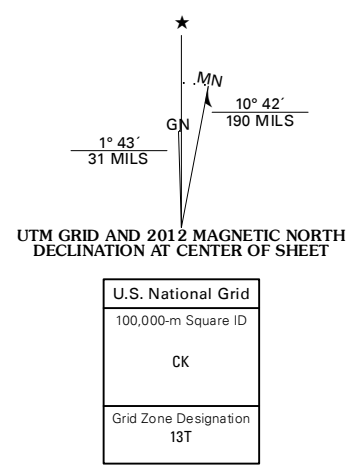 ★
MN
10° 42´
190 MILS
GN
1° 43´
31 MILS
UTM GRID AND 2012 MAGNETIC NORTH
DECLINATION AT CENTER OF SHEET
U.S. National Grid
100,000-m Square ID
CK
Grid Zone Designation
13T